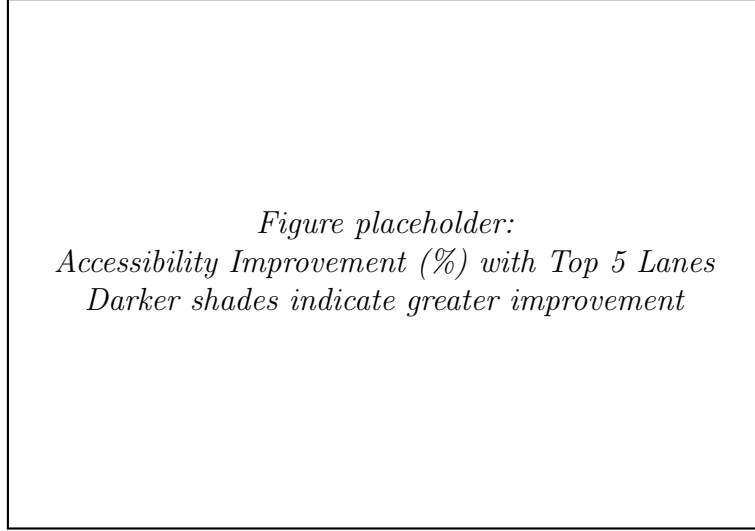 Figure placeholder:
Accessibility Improvement (%) with Top 5 Lanes
Darker shades indicate greater improvement